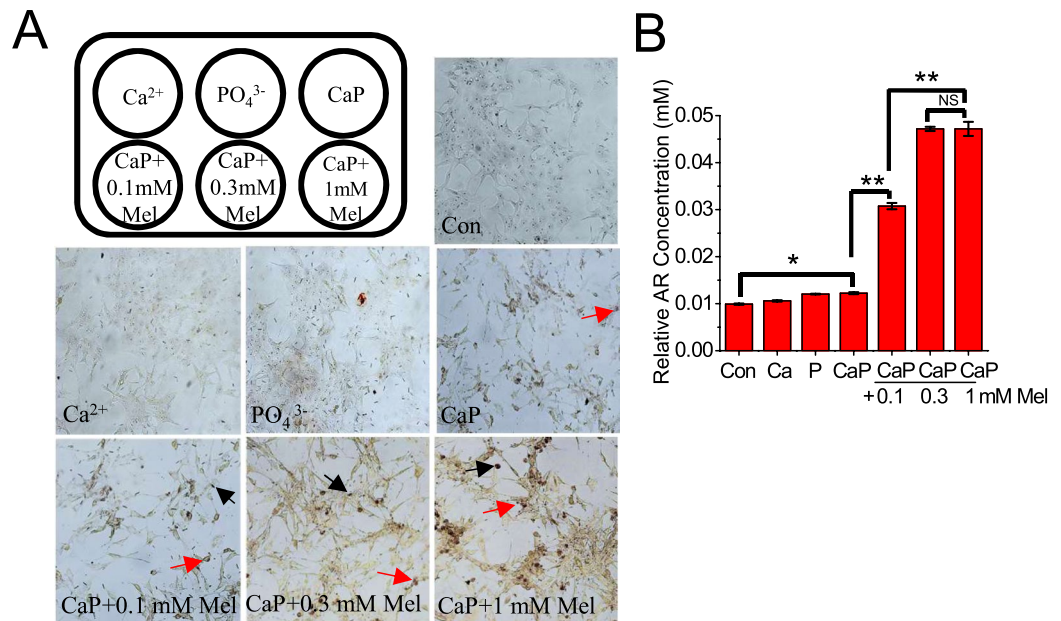 A
Ca²⁺
PO₄³⁻
CaP
CaP+
0.1mM
Mel
CaP+
0.3mM
Mel
CaP+
1mM
Mel
Con
Ca²⁺
PO₄³⁻
CaP
CaP+0.1 mM Mel
CaP+0.3 mM Mel
CaP+1 mM Mel
B
Relative AR Concentration (mM)
0.05
0.04
0.03
0.02
0.01
0.00
*
**
**
NS
Con Ca P CaP CaP CaP CaP
+0.1 0.3 1 mM Mel